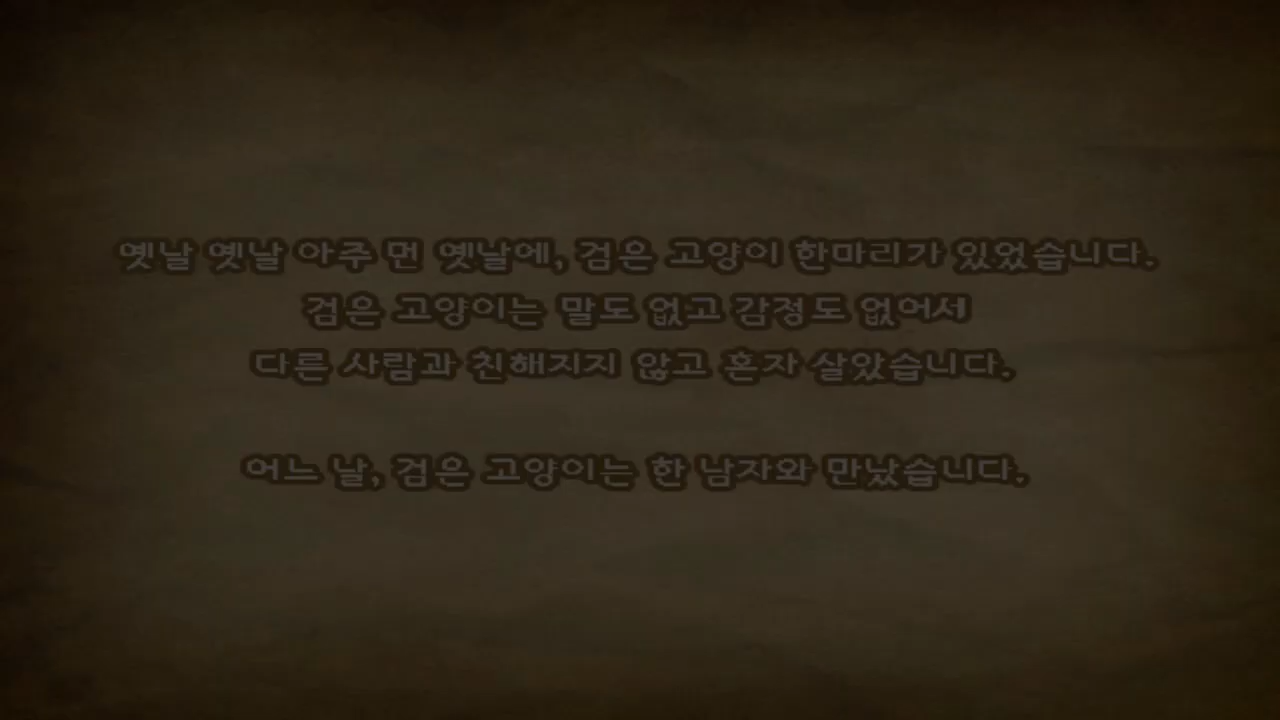 옛날 옛날 아주 먼 옛날에, 검은 고양이 한마리가 있었습니다.
검은 고양이는 말도 없고 감정도 없어서
다른 사람과 친해지지 않고 혼자 살았습니다.
어느 날, 검은 고양이는 한 남자와 만났습니다.